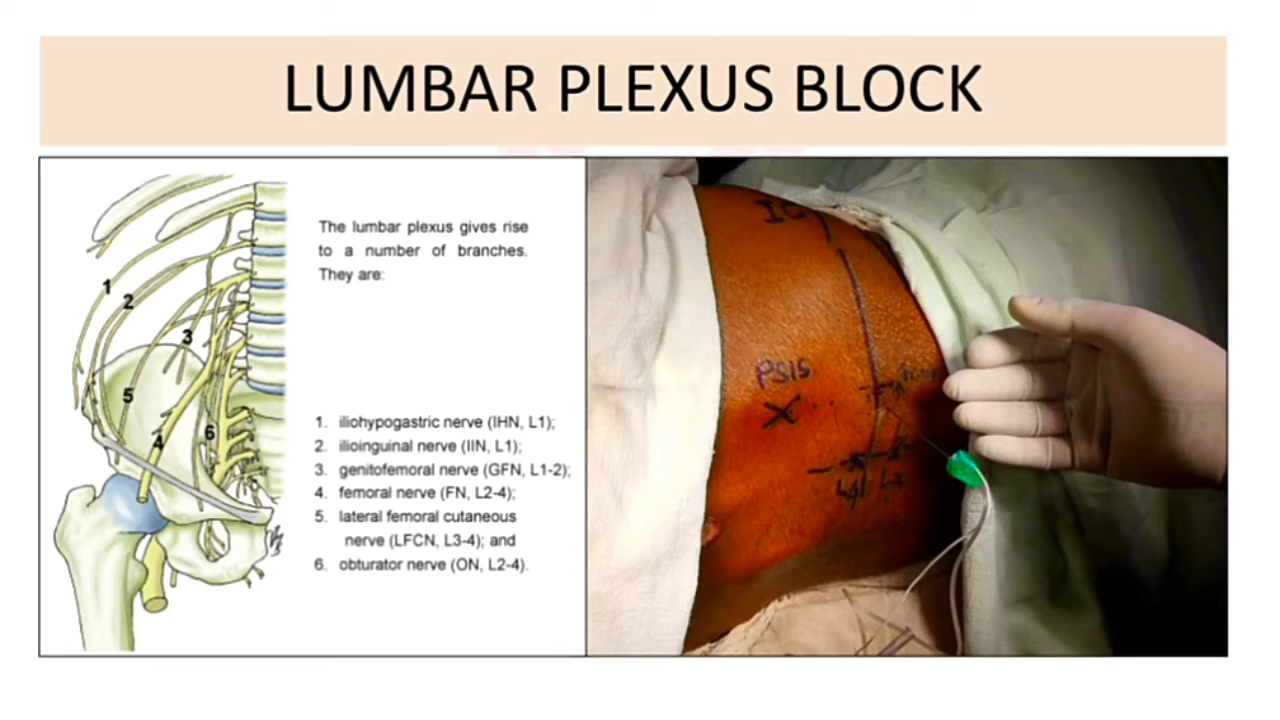 LUMBAR PLEXUS BLOCK
The lumbar plexus gives rise
to a number of branches.
They are:
1
2
3
5
4
6
1. iliohypogastric nerve (IHN, L1);
2. ilioinguinal nerve (IIN, L1);
3. genitofemoral nerve (GFN, L1-2);
4. femoral nerve (FN, L2-4);
5. lateral femoral cutaneous
nerve (LFCN, L3-4); and
6. obturator nerve (ON, L2-4).
IC
PSIS
L4